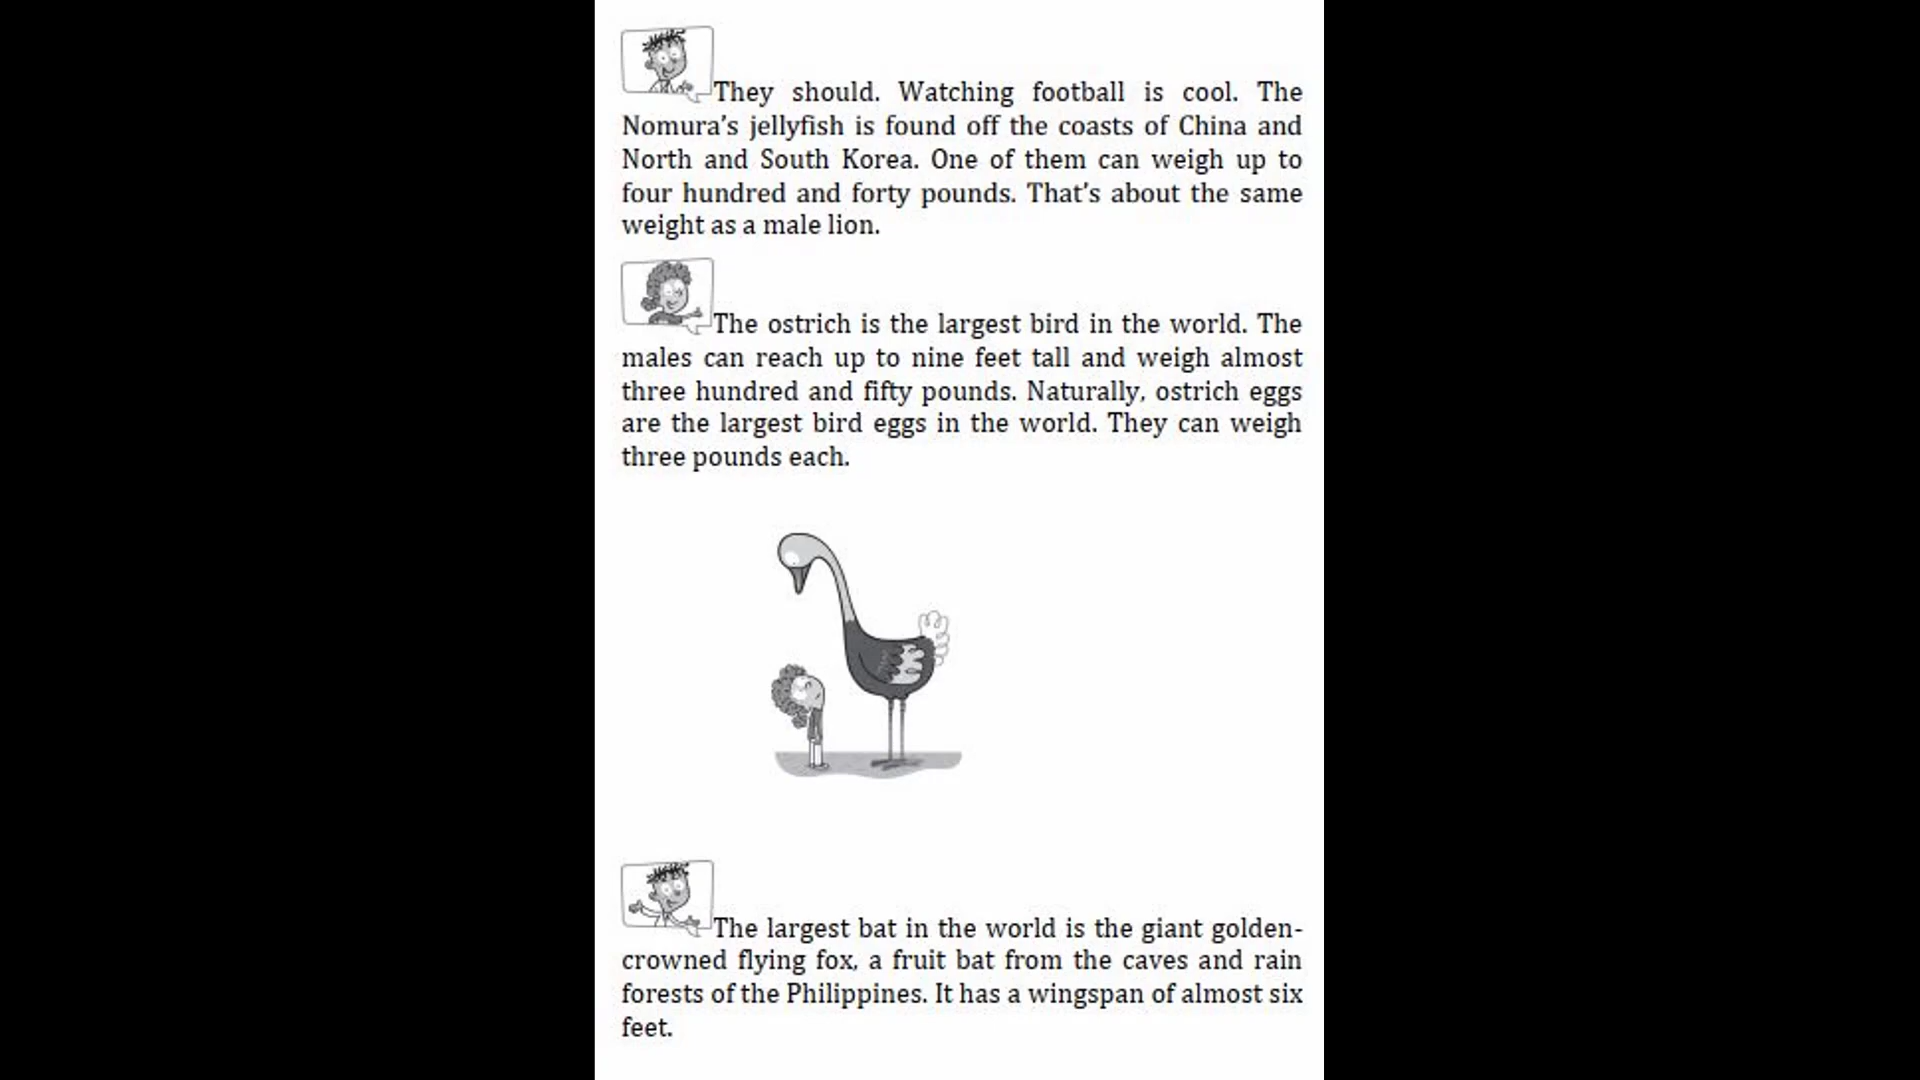 They should. Watching football is cool. The
Nomura’s jellyfish is found off the coasts of China and
North and South Korea. One of them can weigh up to
four hundred and forty pounds. That’s about the same
weight as a male lion.
The ostrich is the largest bird in the world. The
males can reach up to nine feet tall and weigh almost
three hundred and fifty pounds. Naturally, ostrich eggs
are the largest bird eggs in the world. They can weigh
three pounds each.
The largest bat in the world is the giant golden-
crowned flying fox, a fruit bat from the caves and rain
forests of the Philippines. It has a wingspan of almost six
feet.